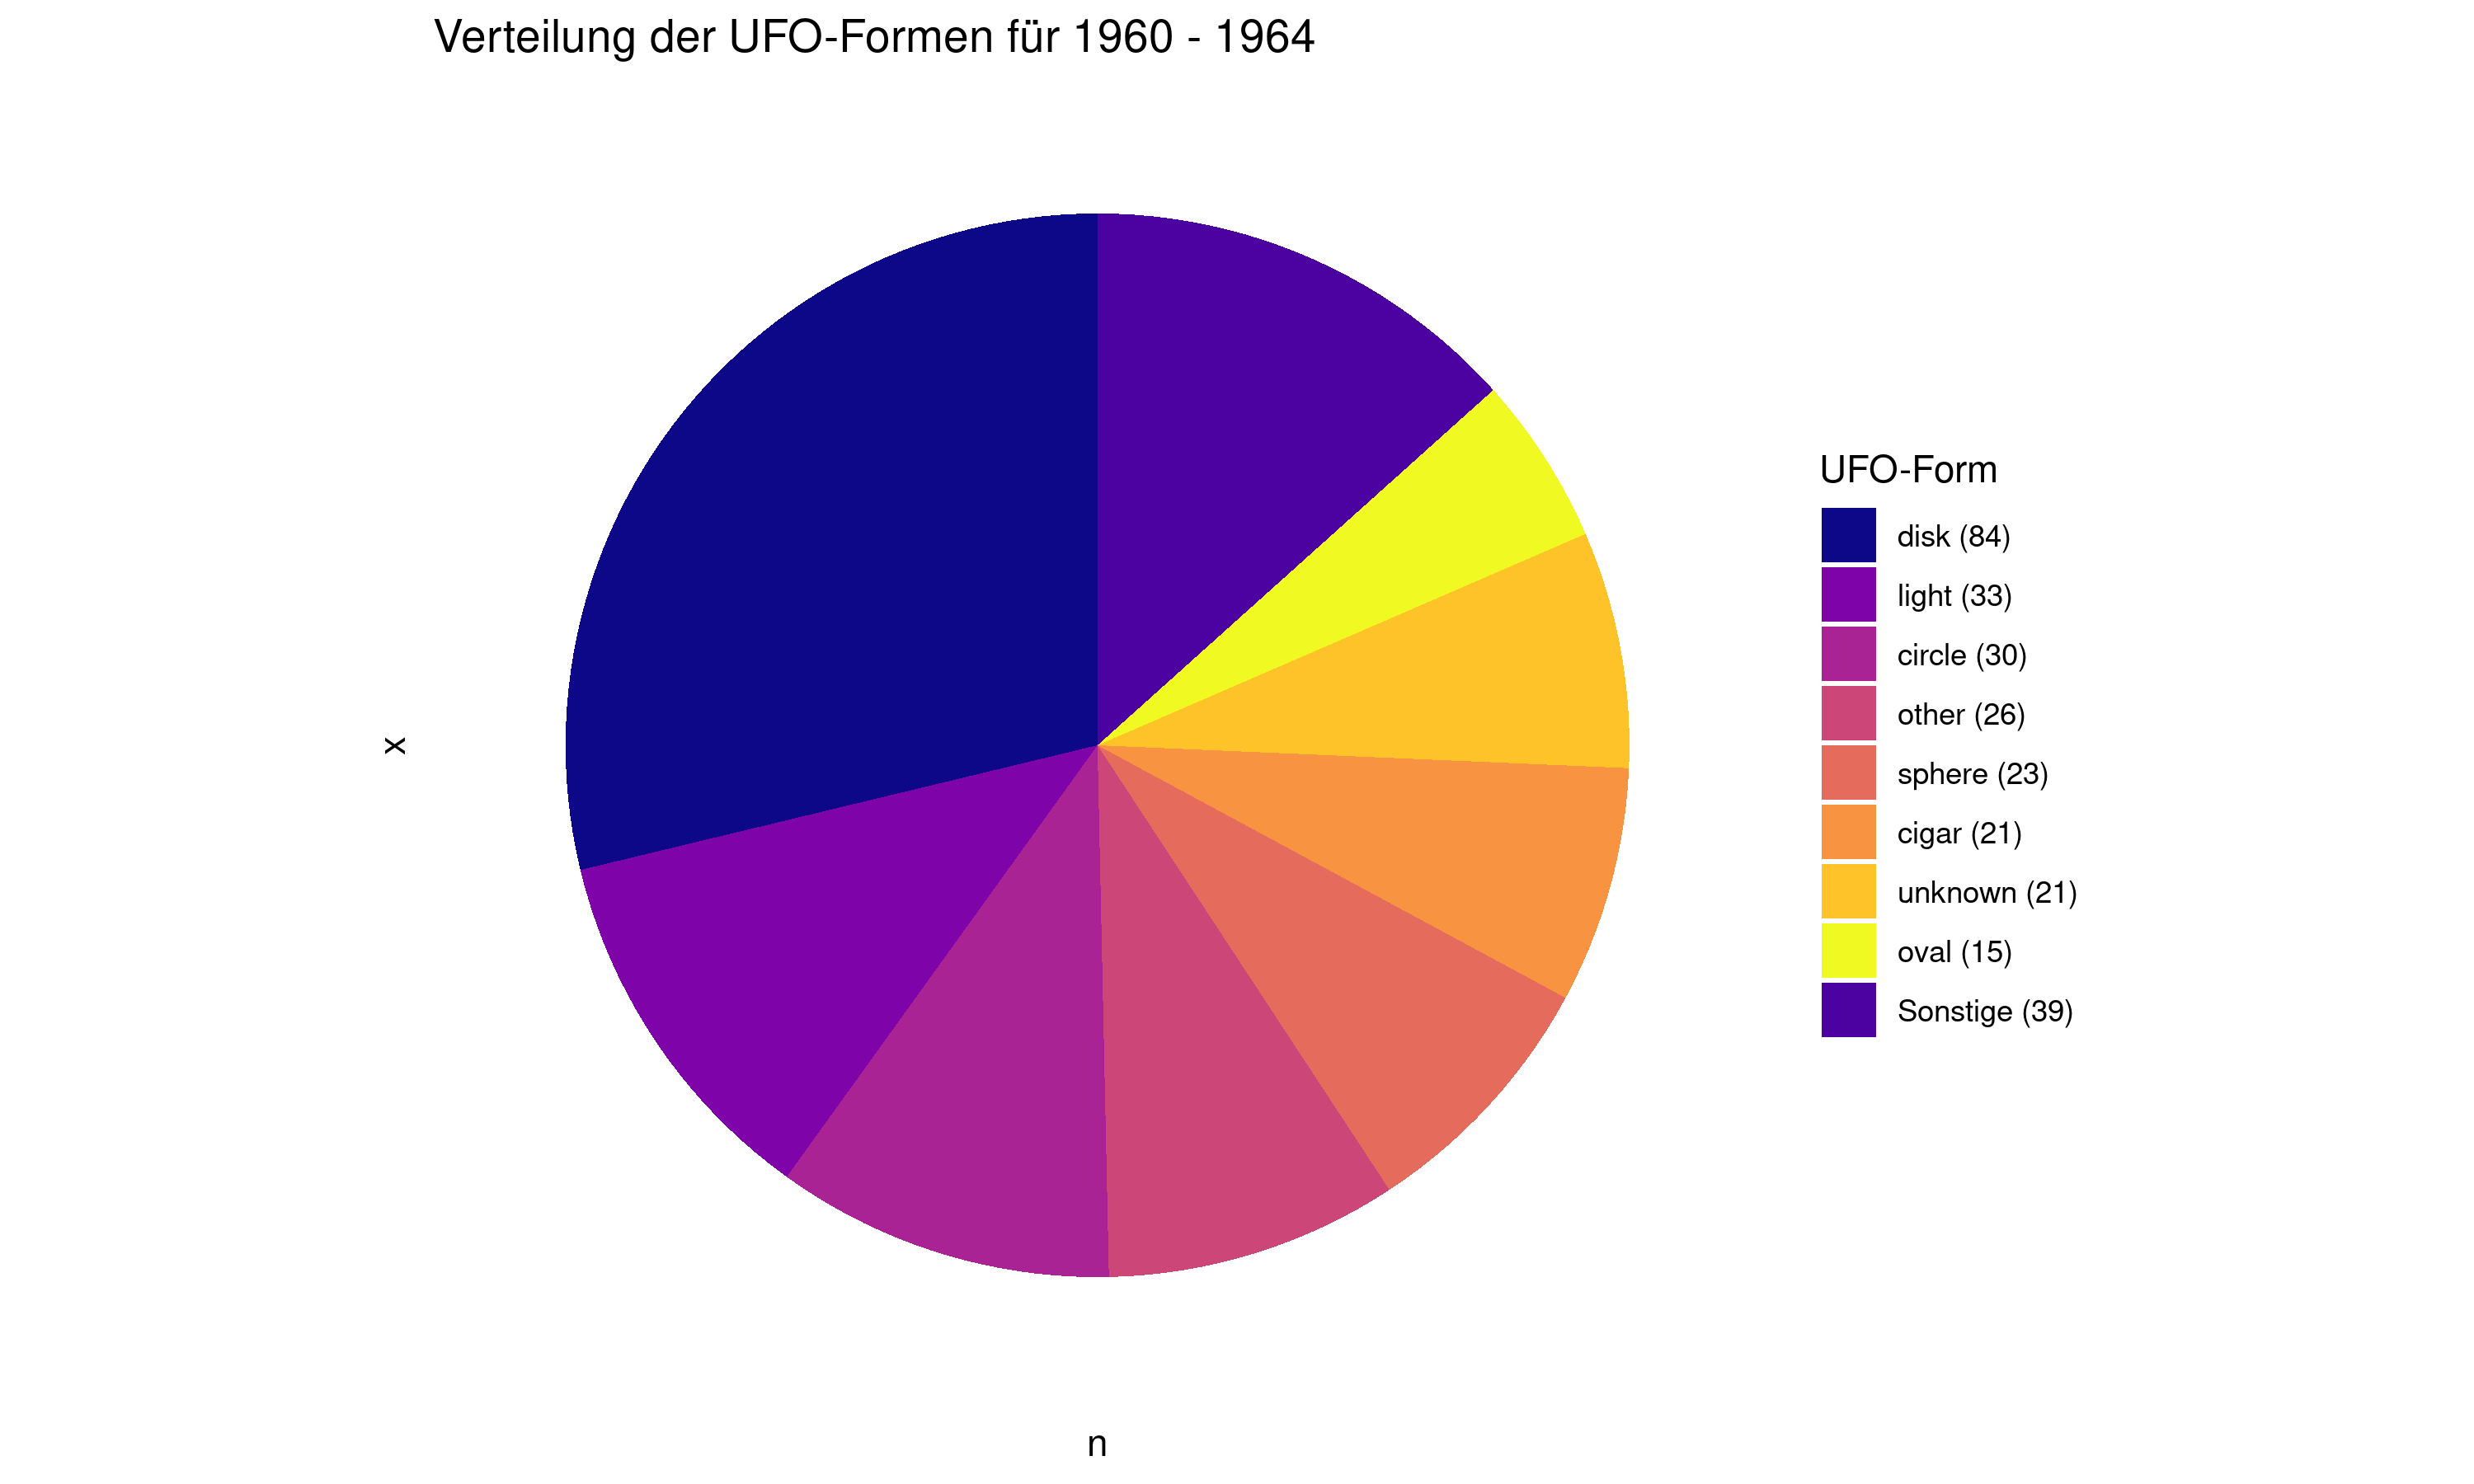 Verteilung der UFO-Formen für 1960 - 1964
x
UFO-Form
disk (84)
light (33)
circle (30)
other (26)
sphere (23)
cigar (21)
unknown (21)
oval (15)
Sonstige (39)
n